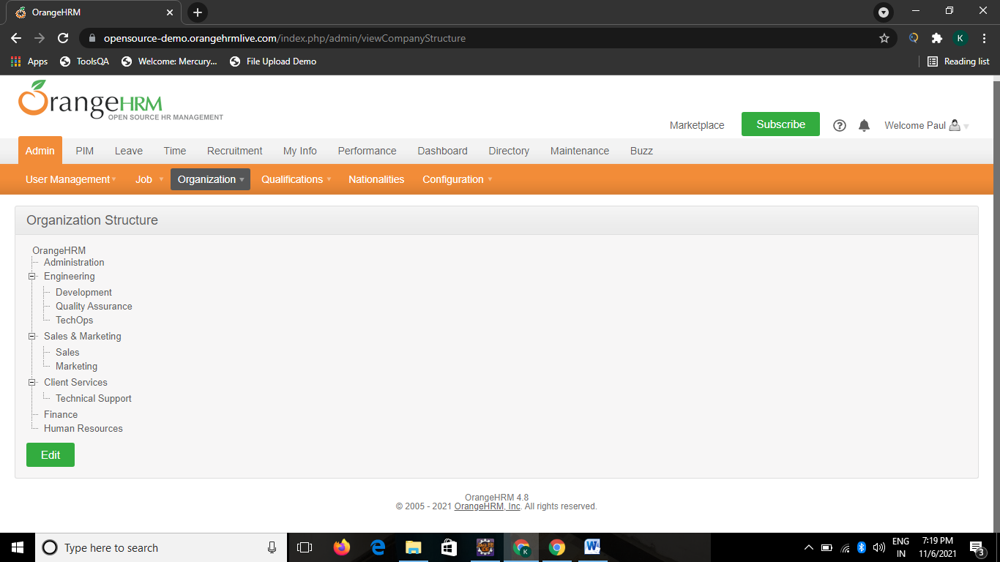 OrangeHRM
opensource-demo.orangehrmlive.com/index.php/admin/viewCompanyStructure
K
Apps ToolsQA Welcome: Mercury... File Upload Demo Reading list
OrangeHRM
OPEN SOURCE HR MANAGEMENT
Marketplace Subscribe ? Welcome Paul
Admin PIM Leave Time Recruitment My Info Performance Dashboard Directory Maintenance Buzz
User Management Job Organization Qualifications Nationalities Configuration
Organization Structure
OrangeHRM
Administration
Engineering
Development
Quality Assurance
TechOps
Sales & Marketing
Sales
Marketing
Client Services
Technical Support
Finance
Human Resources
Edit
OrangeHRM 4.8
© 2005 - 2021 OrangeHRM, Inc. All rights reserved.
Type here to search
K
W
ENG
IN
7:19 PM
11/6/2021
3